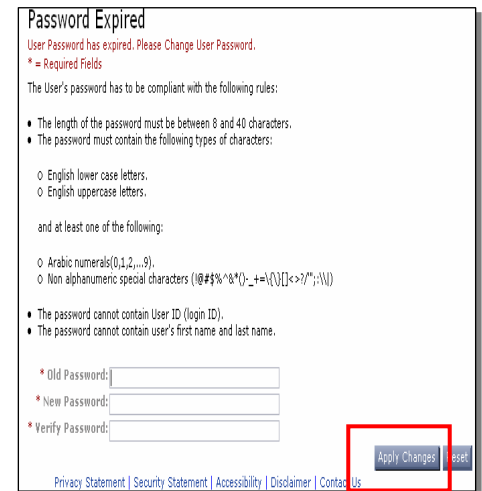 Password Expired
User Password has expired. Please Change User Password.
* = Required Fields
The User's password has to be compliant with the following rules:
• The length of the password must be between 8 and 40 characters.
• The password must contain the following types of characters:
o English lower case letters.
o English uppercase letters.
and at least one of the following:
o Arabic numerals(0,1,2,...9).
o Non alphanumeric special characters (!@#$%^&*()-_+=\{\}[]<>?/'";:\\|)
• The password cannot contain User ID (login ID).
• The password cannot contain user's first name and last name.
* Old Password:
* New Password:
* Verify Password:
Apply Changes Reset
Privacy Statement | Security Statement | Accessibility | Disclaimer | Contact Us